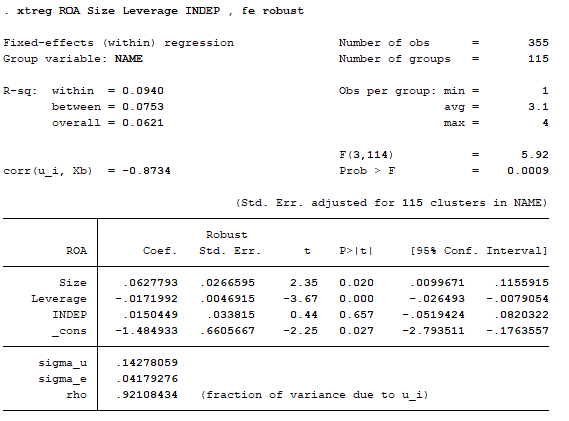 . xtreg ROA Size Leverage INDEP , fe robust
Fixed-effects (within) regression Number of obs = 355
Group variable: NAME Number of groups = 115
R-sq: within = 0.0940 Obs per group: min = 1
between = 0.0753 avg = 3.1
overall = 0.0621 max = 4
F(3,114) = 5.92
corr(u_i, Xb) = -0.8734 Prob > F = 0.0009
(Std. Err. adjusted for 115 clusters in NAME)
Robust
ROA Coef. Std. Err. t P>|t| [95% Conf. Interval]
Size .0627793 .0266595 2.35 0.020 .0099671 .1155915
Leverage -.0171992 .0046915 -3.67 0.000 -.026493 -.0079054
INDEP .0150449 .033815 0.44 0.657 -.0519424 .0820322
_cons -1.484933 .6605667 -2.25 0.027 -2.793511 -.1763557
sigma_u .14278059
sigma_e .04179276
rho .92108434 (fraction of variance due to u_i)